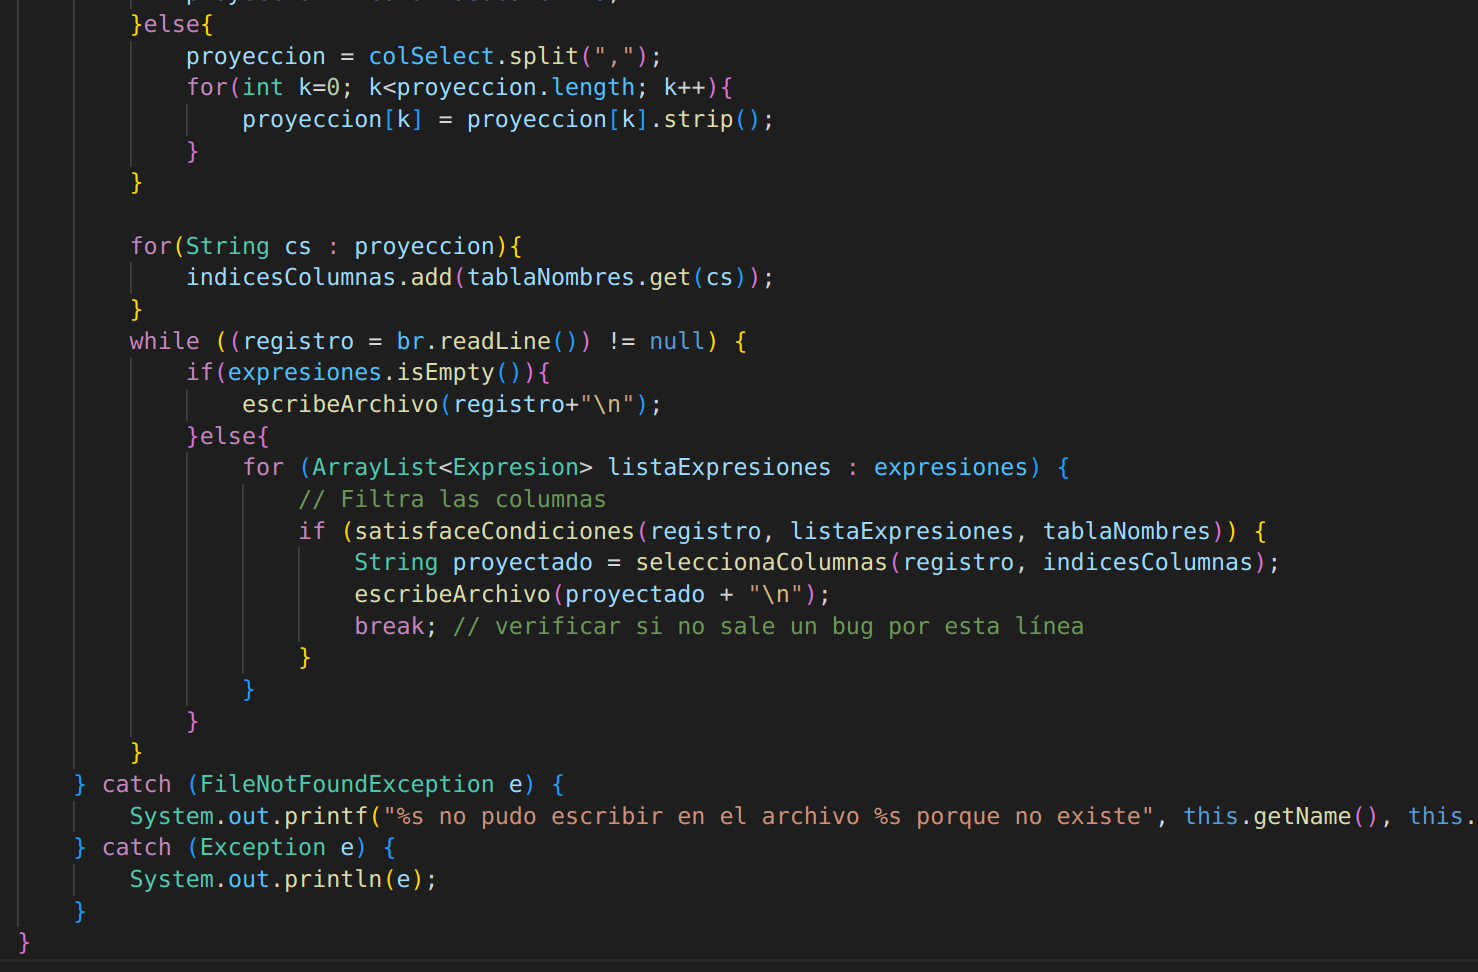 }else{
proyeccion = colSelect.split(",");
for(int k=0; k<proyeccion.length; k++){
proyeccion[k] = proyeccion[k].strip();
}
}
for(String cs : proyeccion){
indicesColumnas.add(tablaNombres.get(cs));
}
while ((registro = br.readLine()) != null) {
if(expresiones.isEmpty()){
escribeArchivo(registro+"\n");
}else{
for (ArrayList<Expresion> listaExpresiones : expresiones) {
// Filtra las columnas
if (satisfaceCondiciones(registro, listaExpresiones, tablaNombres)) {
String proyectado = seleccionaColumnas(registro, indicesColumnas);
escribeArchivo(proyectado + "\n");
break; // verificar si no sale un bug por esta línea
}
}
}
}
} catch (FileNotFoundException e) {
System.out.printf("%s no pudo escribir en el archivo %s porque no existe", this.getName(), this.
} catch (Exception e) {
System.out.println(e);
}
}